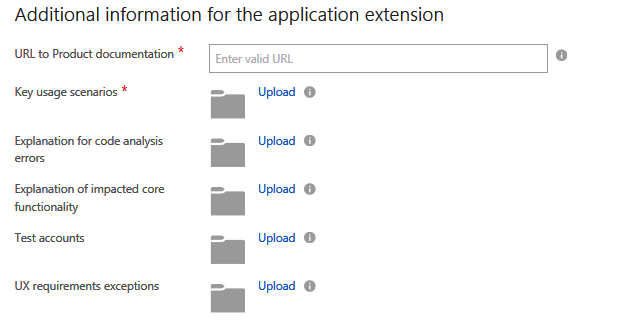 Additional information for the application extension
URL to Product documentation *
Enter valid URL
Key usage scenarios *
Upload
Explanation for code analysis
errors
Upload
Explanation of impacted core
functionality
Upload
Test accounts
Upload
UX requirements exceptions
Upload